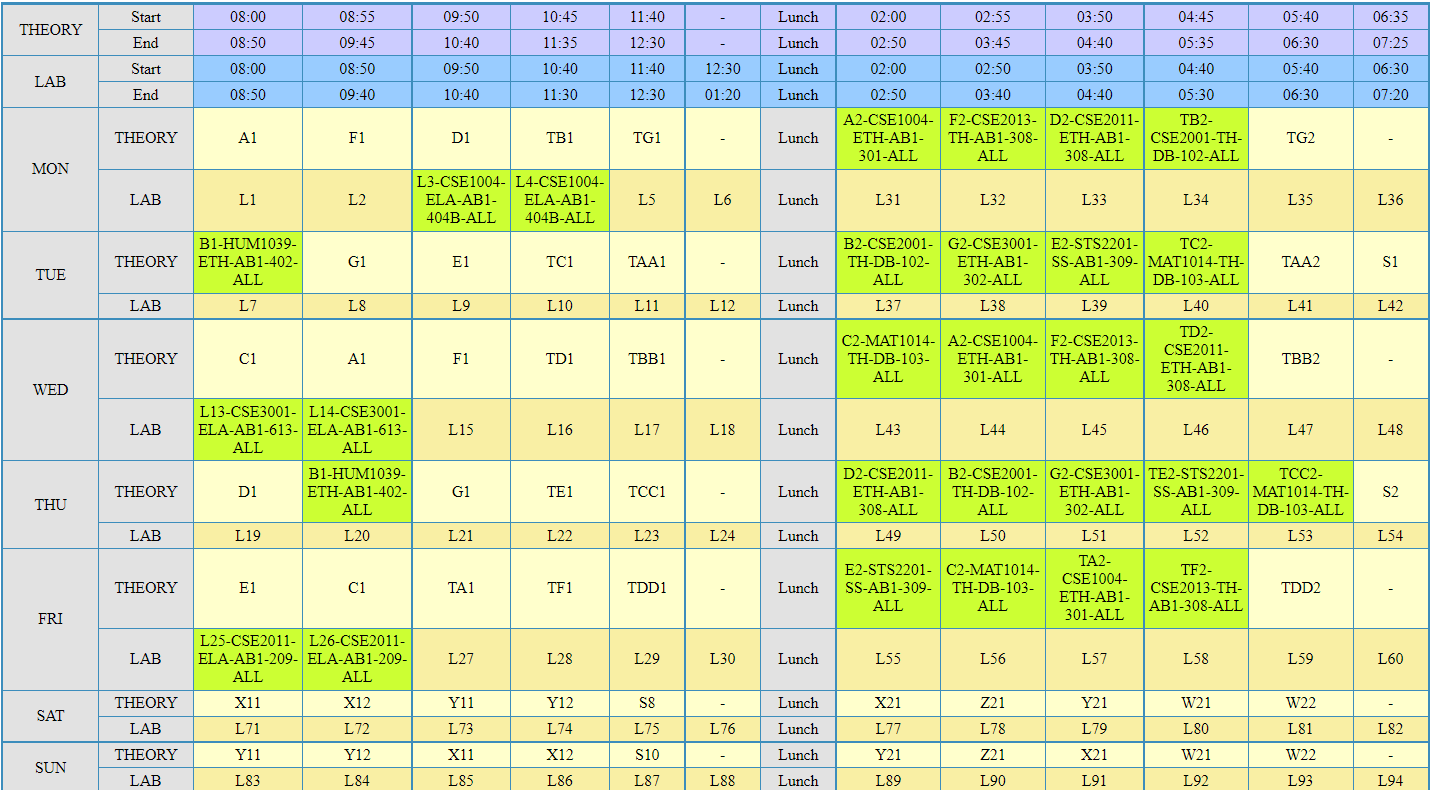 THEORY Start 08:00 08:55 09:50 10:45 11:40 - Lunch 02:00 02:55 03:50 04:45 05:40 06:35
End 08:50 09:45 10:40 11:35 12:30 - Lunch 02:50 03:45 04:40 05:35 06:30 07:25
LAB Start 08:00 08:50 09:50 10:40 11:40 12:30 Lunch 02:00 02:50 03:50 04:40 05:40 06:30
End 08:50 09:40 10:40 11:30 12:30 01:20 Lunch 02:50 03:40 04:40 05:30 06:30 07:20
MON THEORY A1 F1 D1 TB1 TG1 - Lunch A2-CSE1004-ETH-AB1-301-ALL F2-CSE2013-TH-AB1-308-ALL D2-CSE2011-ETH-AB1-308-ALL TB2-CSE2001-TH-DB-102-ALL TG2 -
LAB L1 L2 L3-CSE1004-ELA-AB1-404B-ALL L4-CSE1004-ELA-AB1-404B-ALL L5 L6 Lunch L31 L32 L33 L34 L35 L36
TUE THEORY B1-HUM1039-ETH-AB1-402-ALL G1 E1 TC1 TAA1 - Lunch B2-CSE2001-TH-DB-102-ALL G2-CSE3001-ETH-AB1-302-ALL E2-STS2201-SS-AB1-309-ALL TC2-MAT1014-TH-DB-103-ALL TAA2 S1
LAB L7 L8 L9 L10 L11 L12 Lunch L37 L38 L39 L40 L41 L42
WED THEORY C1 A1 F1 TD1 TBB1 - Lunch C2-MAT1014-TH-DB-103-ALL A2-CSE1004-ETH-AB1-301-ALL F2-CSE2013-TH-AB1-308-ALL TD2-CSE2011-ETH-AB1-308-ALL TBB2 -
LAB L13-CSE3001-ELA-AB1-613-ALL L14-CSE3001-ELA-AB1-613-ALL L15 L16 L17 L18 Lunch L43 L44 L45 L46 L47 L48
THU THEORY D1 B1-HUM1039-ETH-AB1-402-ALL G1 TE1 TCC1 - Lunch D2-CSE2011-ETH-AB1-308-ALL B2-CSE2001-TH-DB-102-ALL G2-CSE3001-ETH-AB1-302-ALL TE2-STS2201-SS-AB1-309-ALL TCC2-MAT1014-TH-DB-103-ALL S2
LAB L19 L20 L21 L22 L23 L24 Lunch L49 L50 L51 L52 L53 L54
FRI THEORY E1 C1 TA1 TF1 TDD1 - Lunch E2-STS2201-SS-AB1-309-ALL C2-MAT1014-TH-DB-103-ALL TA2-CSE1004-ETH-AB1-301-ALL TF2-CSE2013-TH-AB1-308-ALL TDD2 -
LAB L25-CSE2011-ELA-AB1-209-ALL L26-CSE2011-ELA-AB1-209-ALL L27 L28 L29 L30 Lunch L55 L56 L57 L58 L59 L60
SAT THEORY X11 X12 Y11 Y12 S8 - Lunch X21 Z21 Y21 W21 W22 -
LAB L71 L72 L73 L74 L75 L76 Lunch L77 L78 L79 L80 L81 L82
SUN THEORY Y11 Y12 X11 X12 S10 - Lunch Y21 Z21 X21 W21 W22 -
LAB L83 L84 L85 L86 L87 L88 Lunch L89 L90 L91 L92 L93 L94